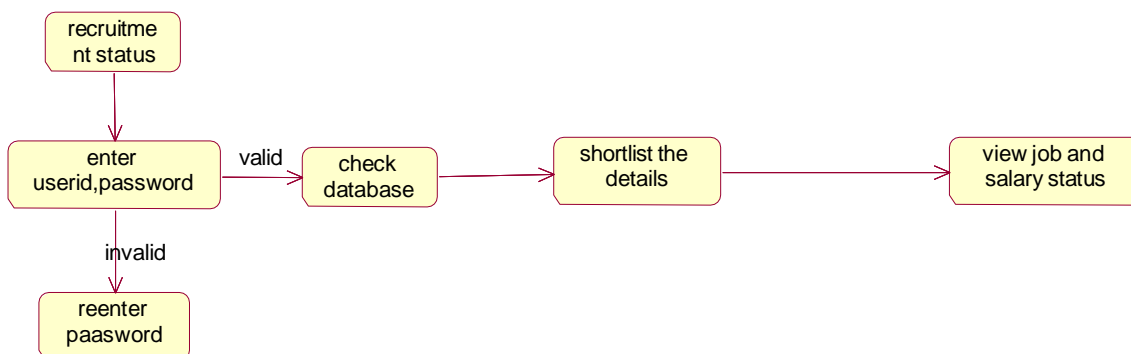 recruitme
nt status
enter
userid,password
valid
check
database
shortlist the
details
view job and
salary status
invalid
reenter
paasword